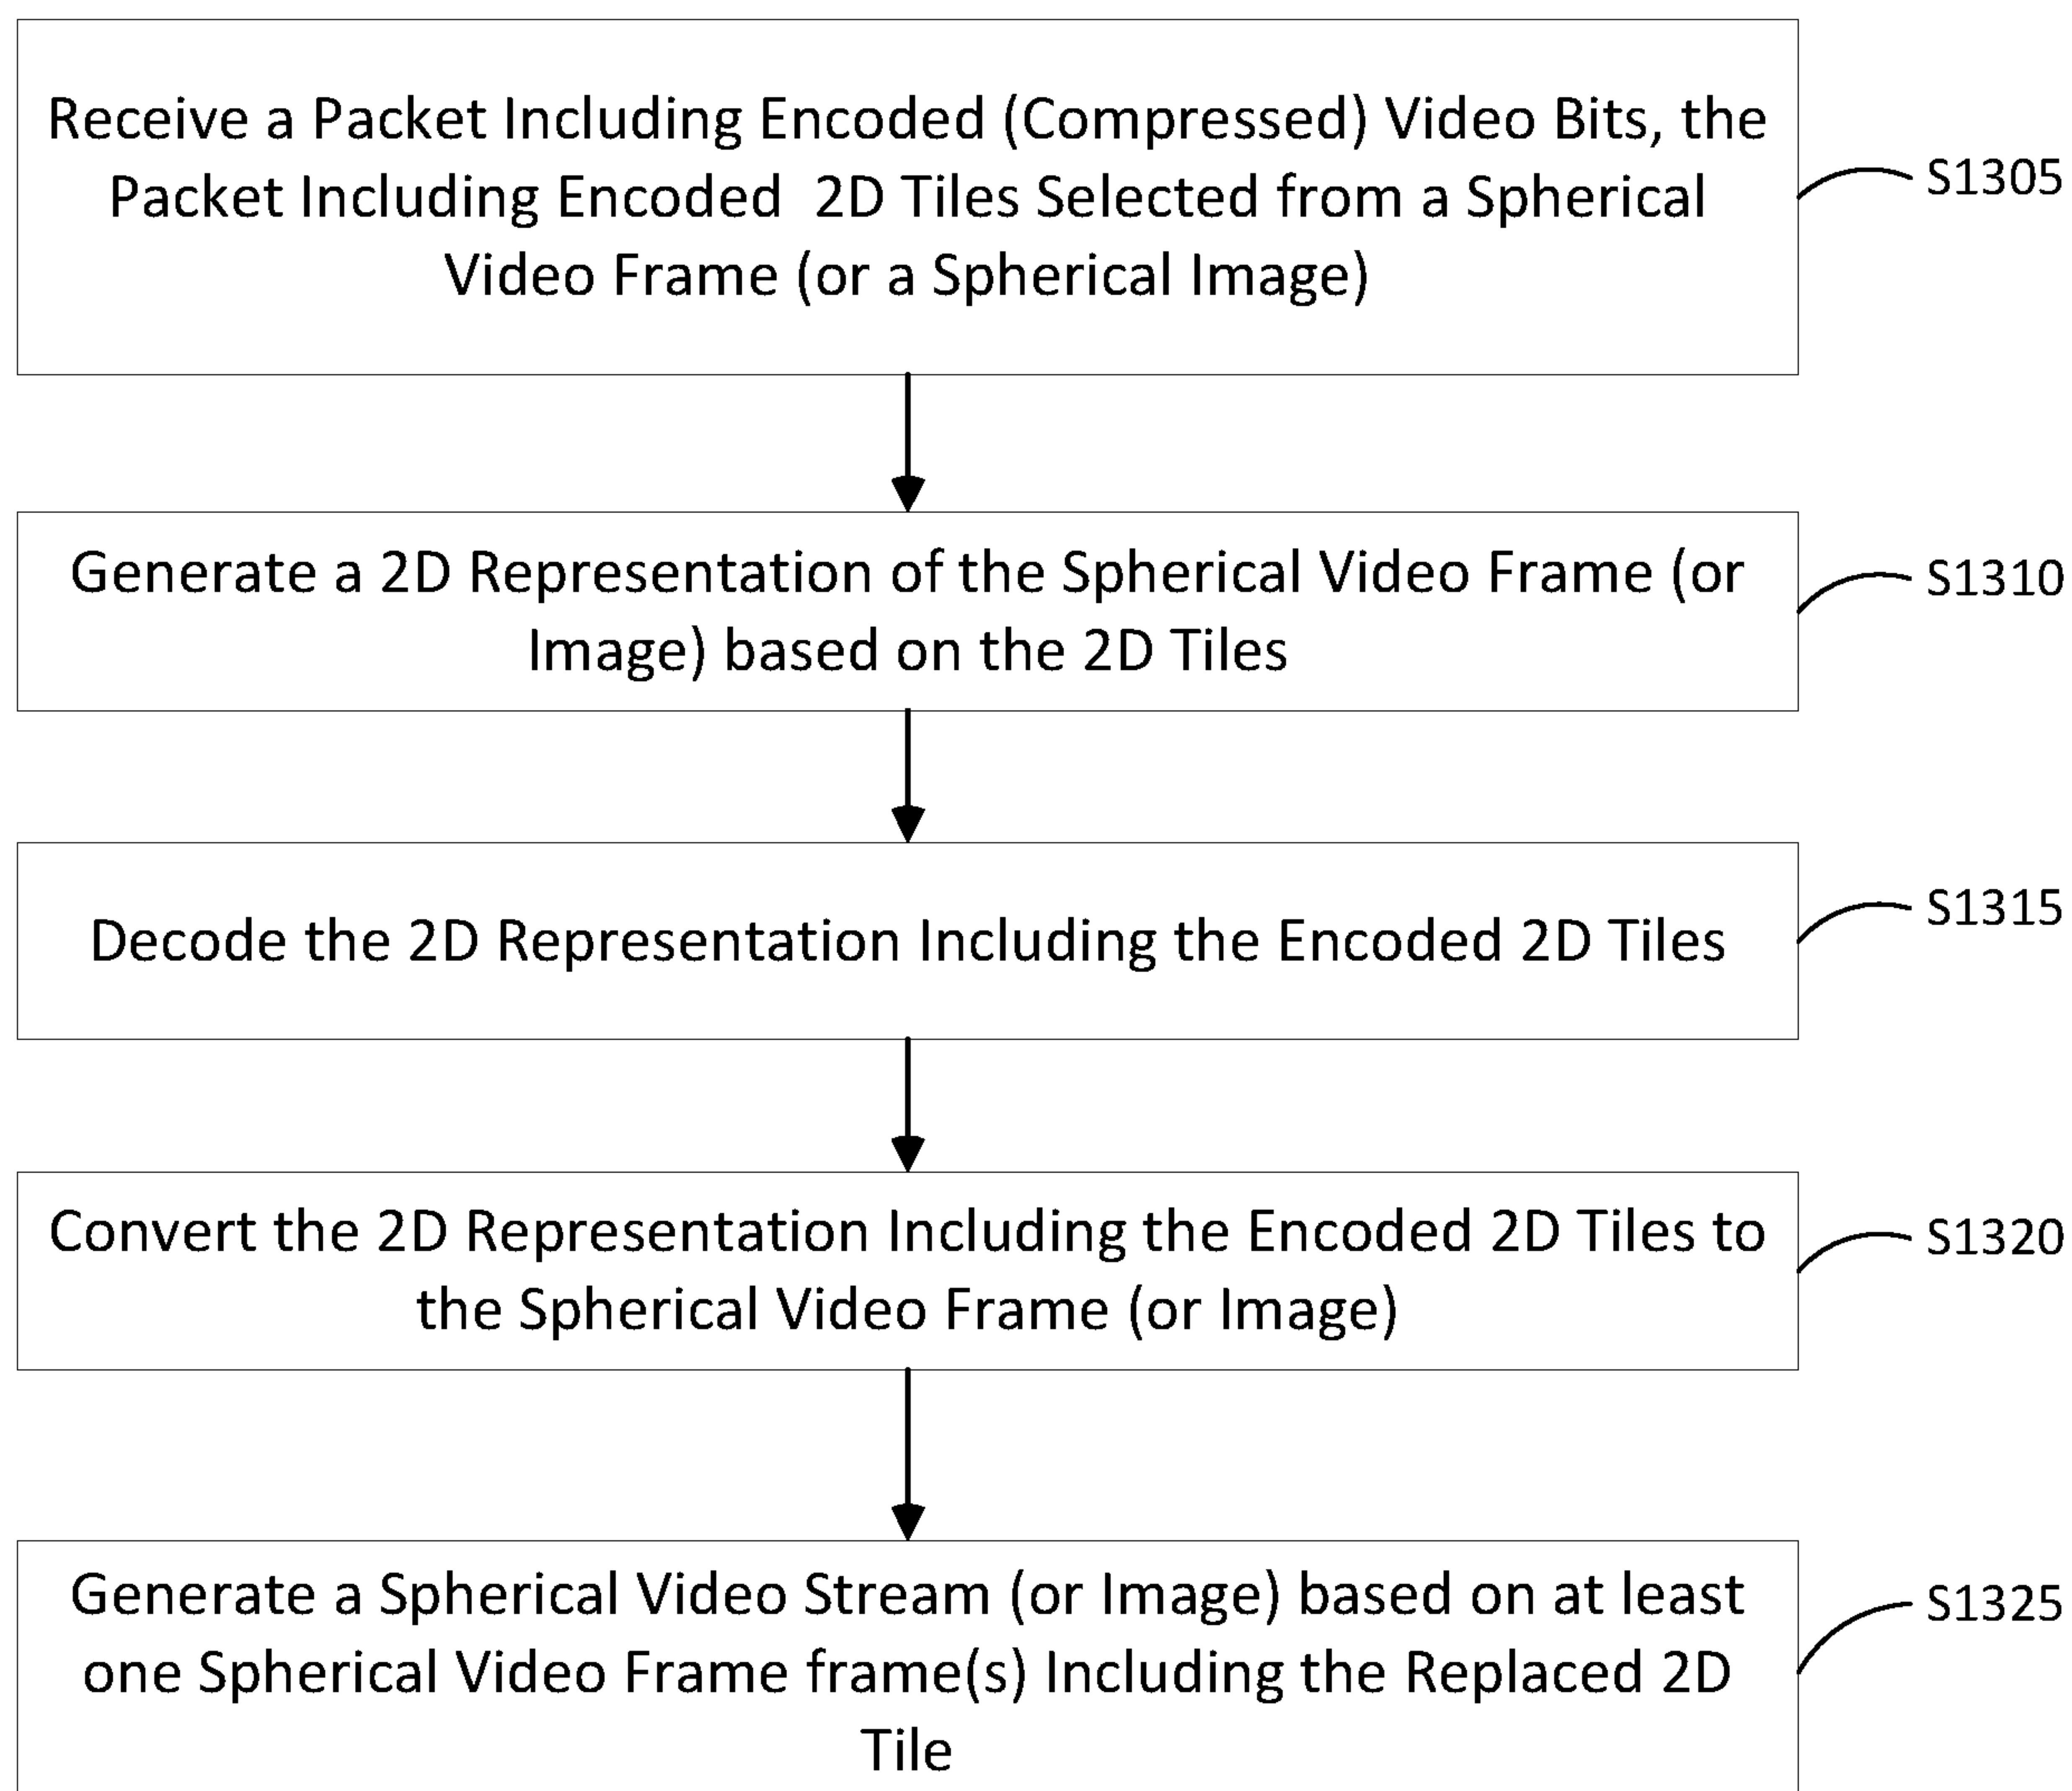 Receive a Packet Including Encoded (Compressed) Video Bits, the
Packet Including Encoded 2D Tiles Selected from a Spherical
Video Frame (or a Spherical Image)
S1305
Generate a 2D Representation of the Spherical Video Frame (or
Image) based on the 2D Tiles
S1310
Decode the 2D Representation Including the Encoded 2D Tiles
S1315
Convert the 2D Representation Including the Encoded 2D Tiles to
the Spherical Video Frame (or Image)
S1320
Generate a Spherical Video Stream (or Image) based on at least
one Spherical Video Frame frame(s) Including the Replaced 2D
Tile
S1325